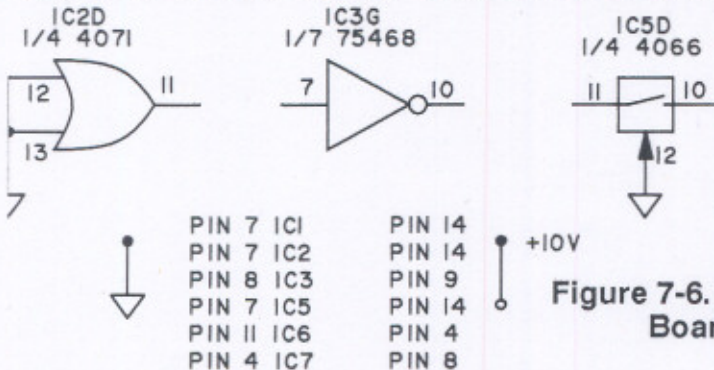 IC2D
1/4 4071
12
13
11
IC3G
1/7 75468
7
10
IC5D
1/4 4066
11
10
12
PIN 7 IC1 PIN 14
PIN 7 IC2 PIN 14
PIN 8 IC3 PIN 9
PIN 7 IC5 PIN 14
PIN 11 IC6 PIN 4
PIN 4 IC7 PIN 8
+10V
Figure 7-6.
Boar